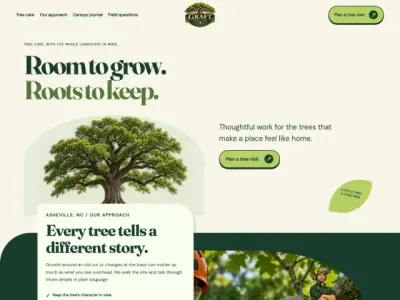 Tree care
Our approach
Canopy journal
Field questions
GRAFT
Plan a tree visit
TREE CARE, WITH THE WHOLE LANDSCAPE IN MIND.
Room to grow.
Roots to keep.
Thoughtful work for the trees that
make a place feel like home.
Plan a tree visit
ASHEVILLE, NC / OUR APPROACH
Every tree tells a
different story.
Growth around an old cut or changes at the base can matter as
much as what you see overhead. We walk the site and talk through
those details in plain language.
Keep the tree's character in view